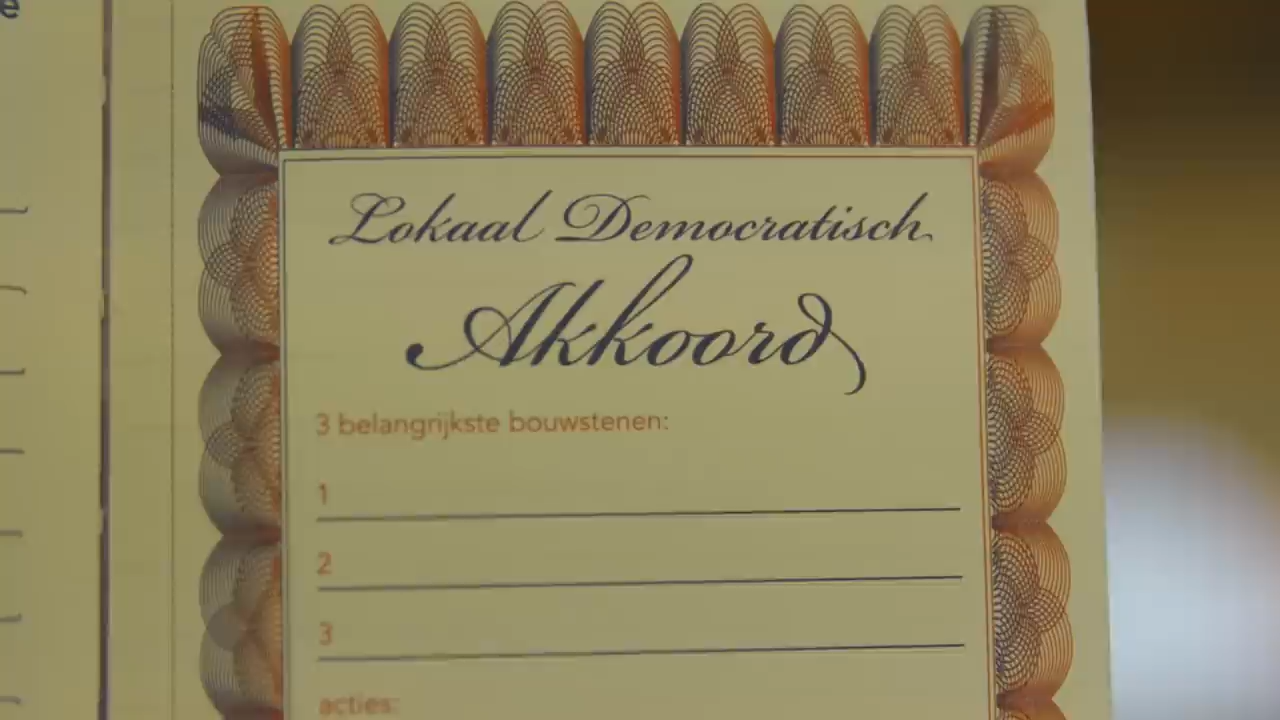 Lokaal Democratisch
Akkoord
3 belangrijkste bouwstenen:
1
2
3
acties: